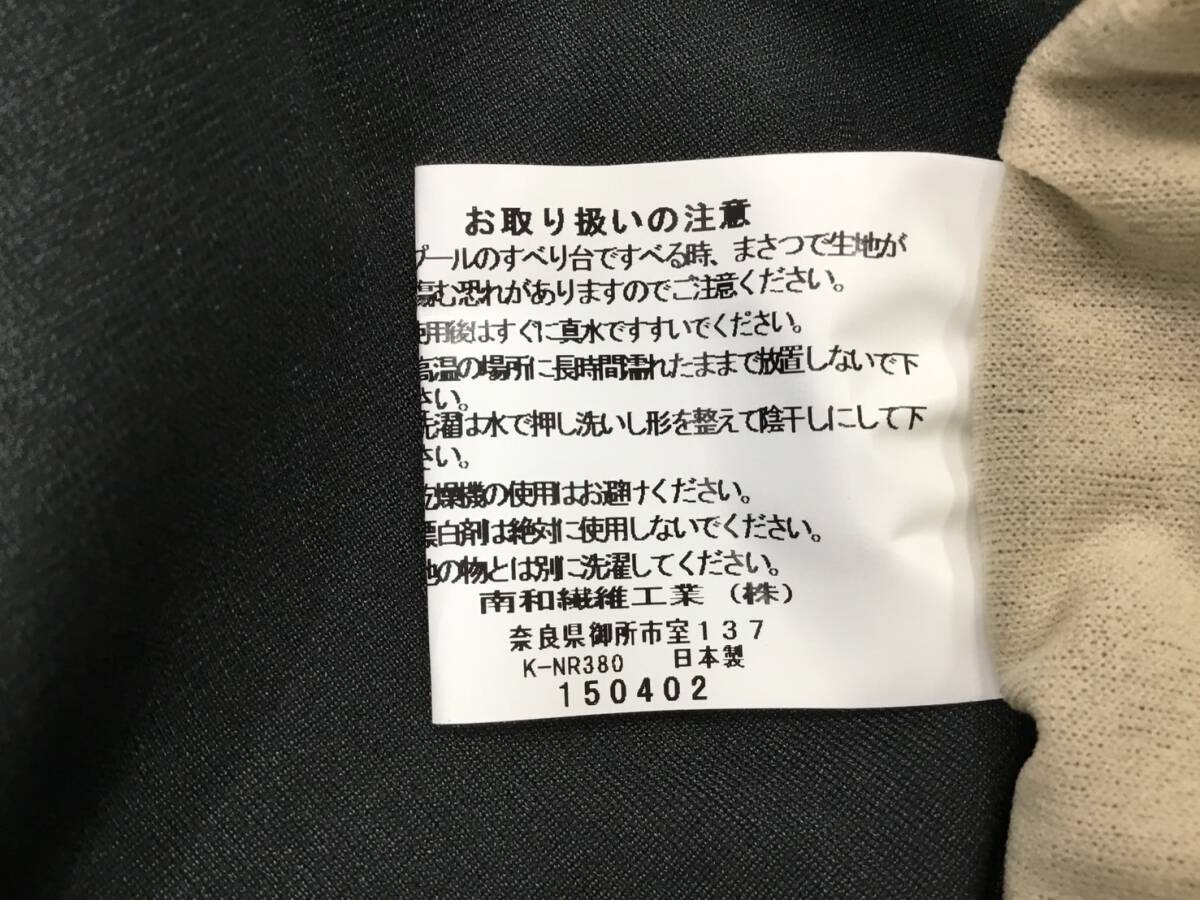 お取り扱いの注意
プールのすべり台ですべる時、まさつで生地が
傷む恐れがありますのでご注意ください。
使用後はすぐに真水ですすいでください。
高温の場所に長時間濡れたままで放置しないで下
さい。
洗濯は水で押し洗いし形を整えて陰干しにして下
さい。
乾燥機の使用はお避けください。
漂白剤は絶対に使用しないでください。
他の物とは別に洗濯してください。
南和繊維工業(株)
奈良県御所市室137
K-NR380 日本製
150402